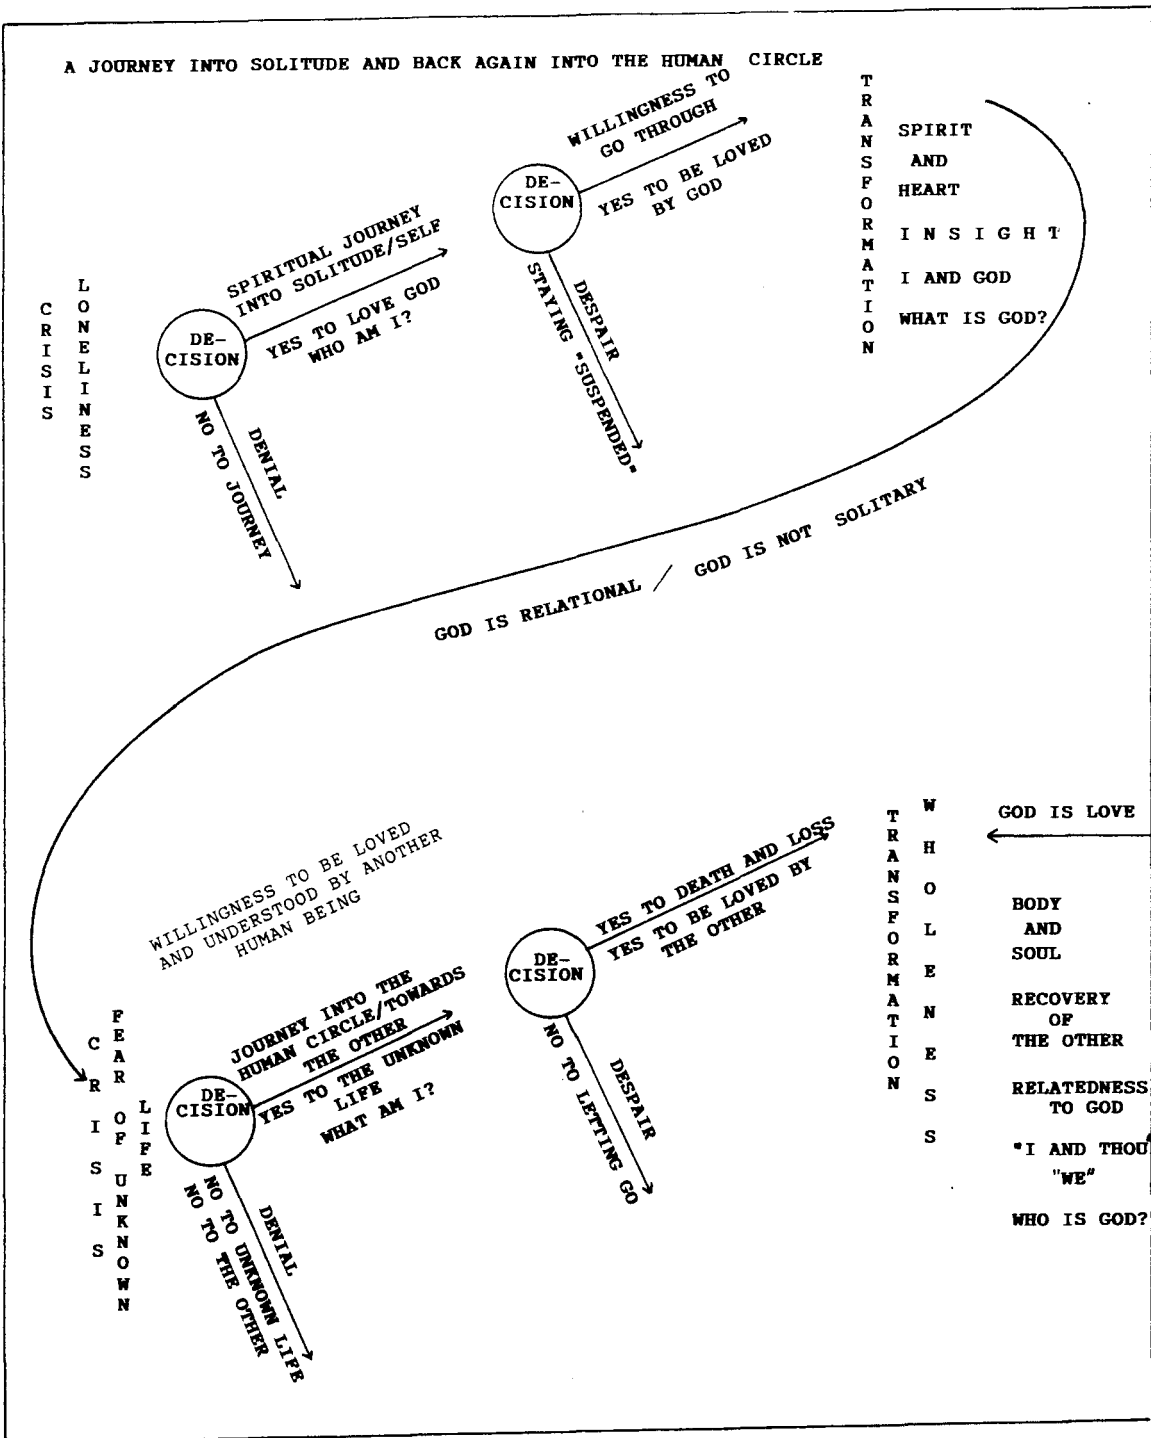 A JOURNEY INTO SOLITUDE AND BACK AGAIN INTO THE HUMAN CIRCLE
CRISIS
LONELINESS
DE-
CISION
SPIRITUAL JOURNEY
INTO SOLITUDE/SELF
YES TO LOVE GOD
WHO AM I?
DENIAL
NO TO JOURNEY
DE-
CISION
WILLINGNESS TO
GO THROUGH
YES TO BE LOVED
BY GOD
DESPAIR
STAYING "SUSPENDED"
TRANSFORMATION
SPIRIT
AND
HEART
INSIGHT
I AND GOD
WHAT IS GOD?
GOD IS RELATIONAL / GOD IS NOT SOLITARY
CRISIS
FEAR OF UNKNOWN
LIFE
WILLINGNESS TO BE LOVED
AND UNDERSTOOD BY ANOTHER
HUMAN BEING
DE-
CISION
JOURNEY INTO THE
HUMAN CIRCLE/TOWARDS
THE OTHER
YES TO THE UNKNOWN
LIFE
WHAT AM I?
DENIAL
NO TO UNKNOWN LIFE
NO TO THE OTHER
DE-
CISION
YES TO DEATH AND LOSS
YES TO BE LOVED BY
THE OTHER
DESPAIR
NO TO LETTING GO
TRANSFORMATION
WHOLENESS
GOD IS LOVE
BODY
AND
SOUL
RECOVERY
OF
THE OTHER
RELATEDNESS
TO GOD
"I AND THOU
"WE"
WHO IS GOD?